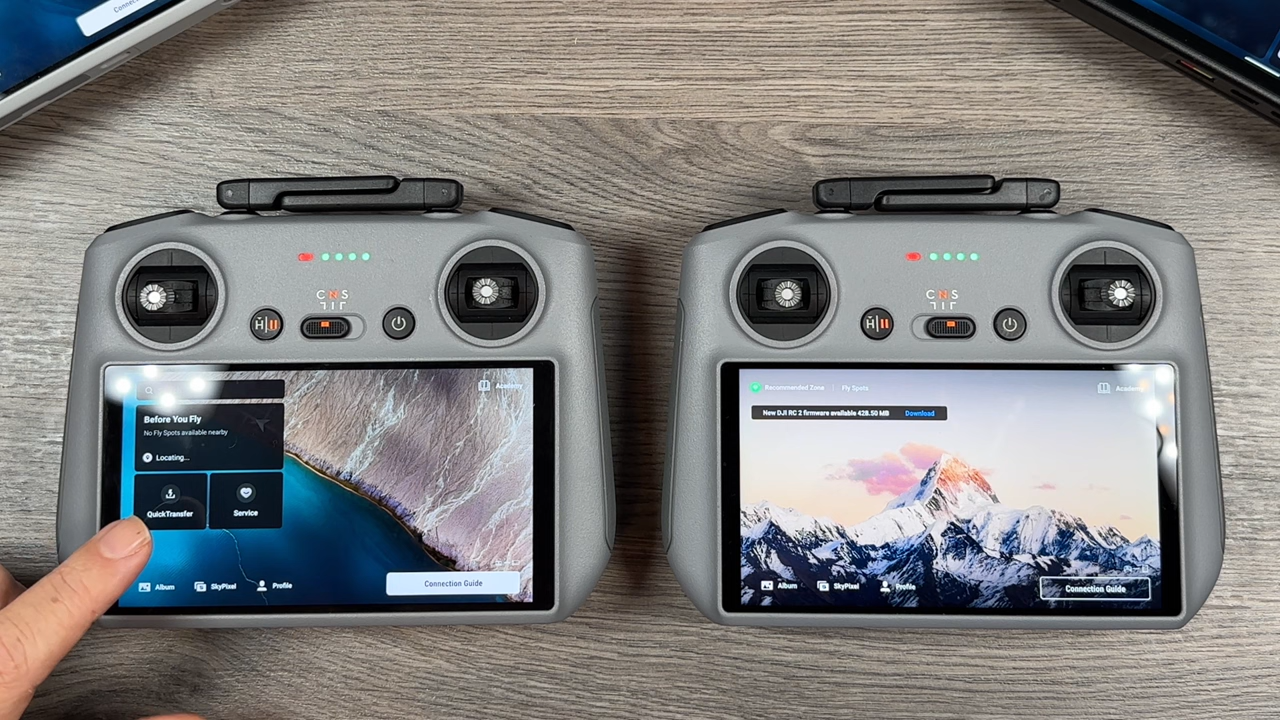 Connec
C N S
H
Academy
Before You Fly
No Fly Spots available nearby
Locating...
QuickTransfer
Service
Album
SkyPixel
Profile
Connection Guide
C N S
H
Recommended Zone
Fly Spots
Academy
New DJI RC 2 firmware available 428.50 MB
Download
Album
SkyPixel
Profile
Connection Guide